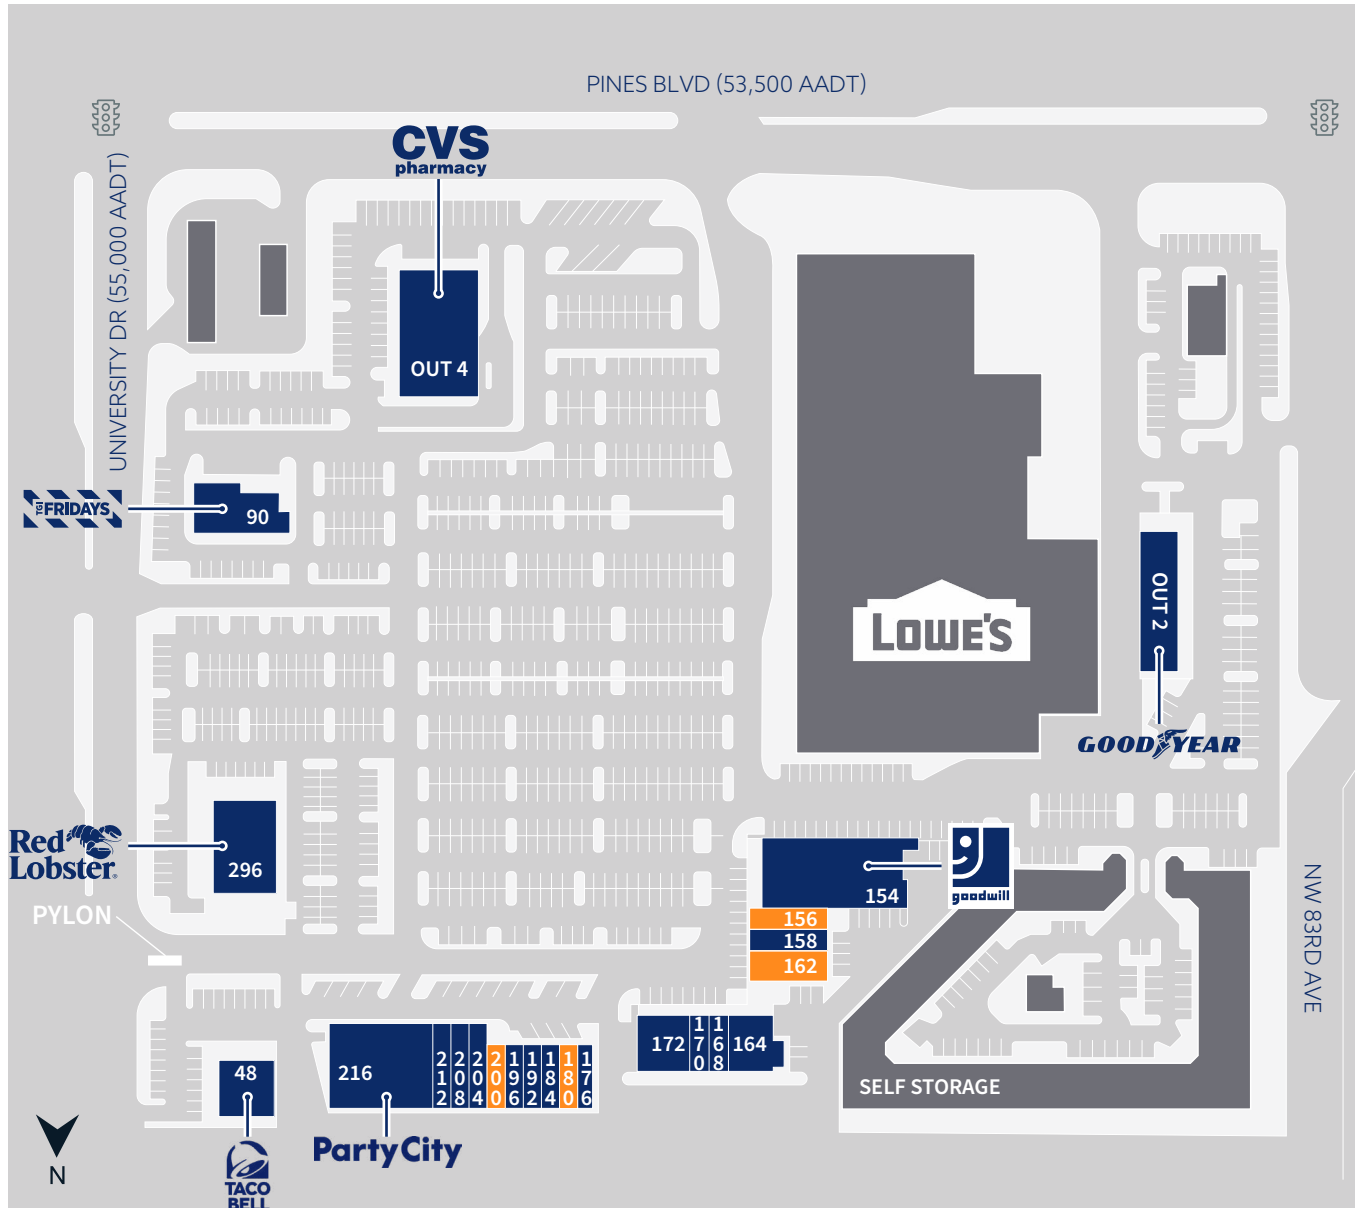 PINES BLVD (53,500 AADT)
UNIVERSITY DR (55,000 AADT)
CVS
pharmacy
OUT 4
TGI FRIDAYS
90
LOWE'S
OUT 2
GOODYEAR
Red
Lobster®
296
PYLON
goodwill
154
156
158
162
NW 83RD AVE
172
170
168
164
216
212
208
204
200
196
192
184
180
176
48
SELF STORAGE
Party City
TACO
BELL
N